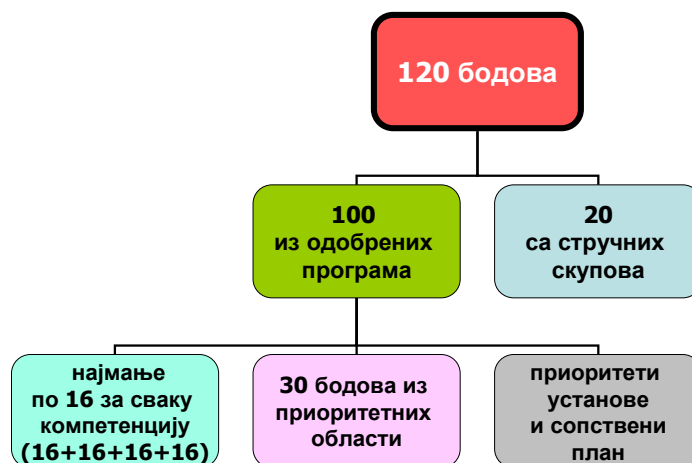 120 бодова
100
из одобрених
програма
20
са стручних
скупова
најмање
по 16 за сваку
компетенцију
(16+16+16+16)
30 бодова из
приоритетних
области
приоритети
установе
и сопствени
план